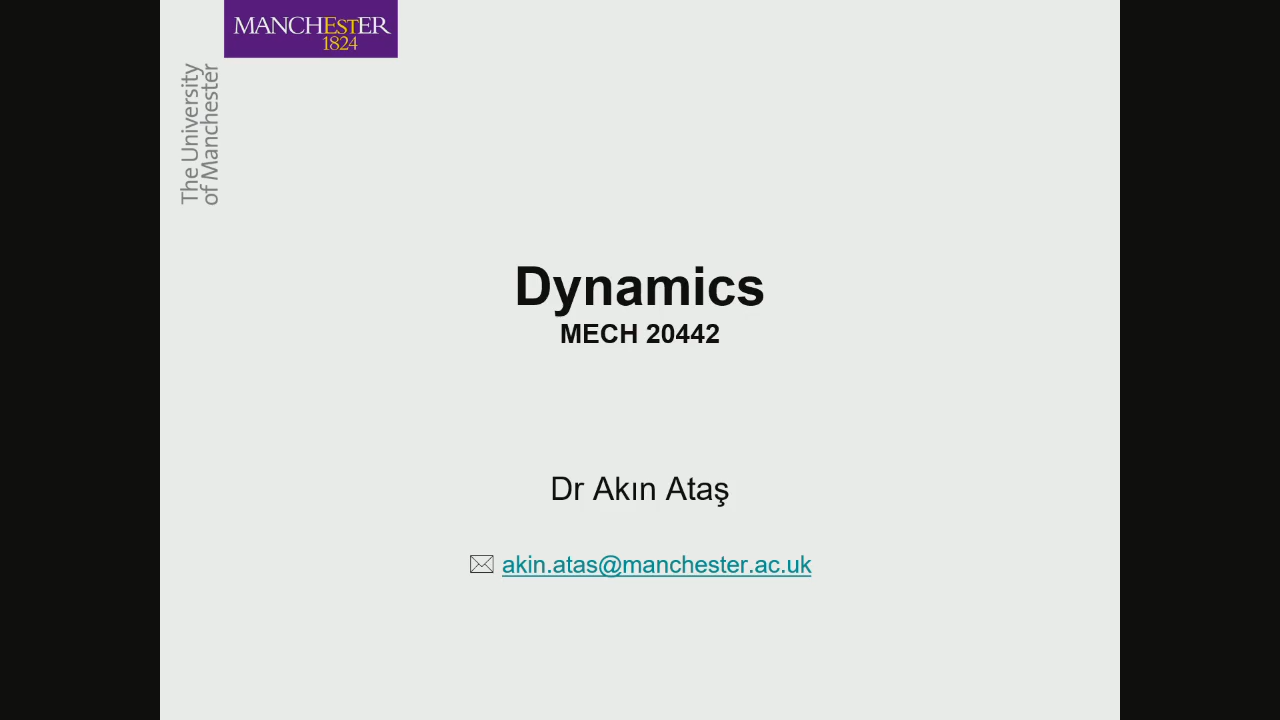 MANCHESTER
1824
The University
of Manchester
Dynamics
MECH 20442
Dr Akın Ataş
akin.atas@manchester.ac.uk